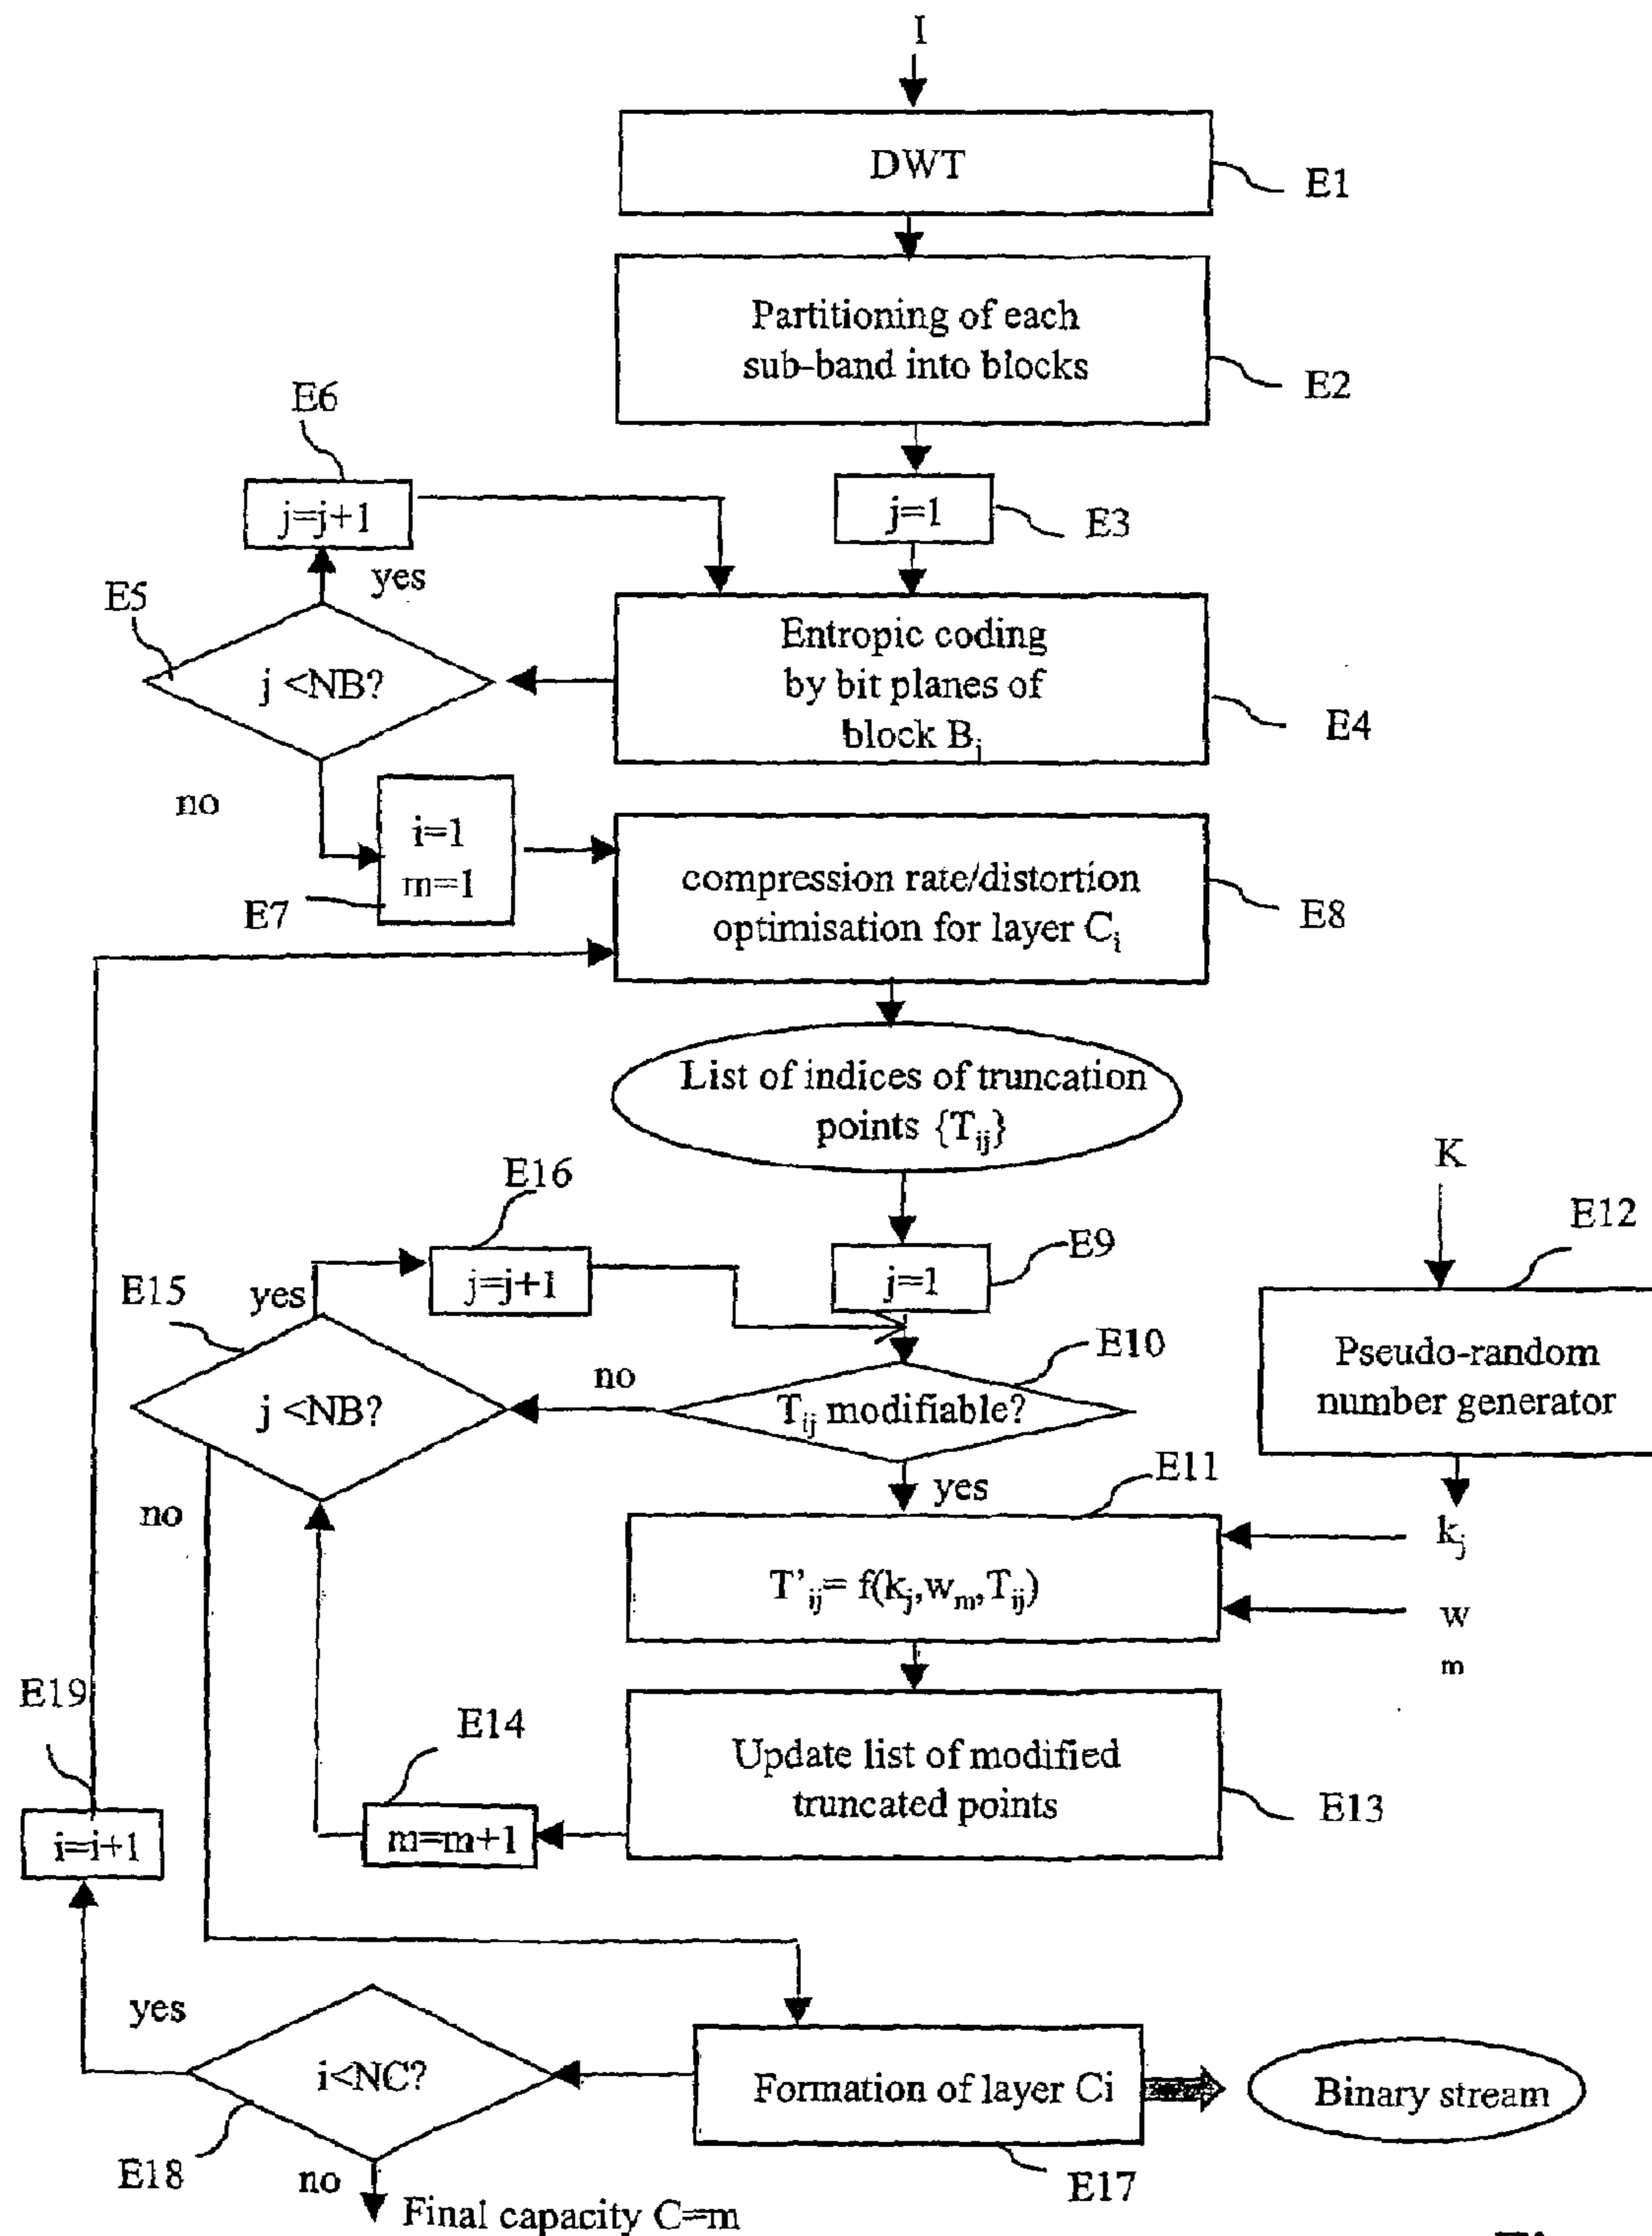 I
DWT
E1
Partitioning of each
sub-band into blocks
E2
E6
j=j+1
j=1
E3
yes
E5
j <NB?
Entropic coding
by bit planes of
block Bj
E4
no
i=1
m=1
E7
compression rate/distortion
optimisation for layer Ci
E8
List of indices of truncation
points {Tij}
K
E16
E12
j=j+1
j=1
E9
E15
yes
Pseudo-random
number generator
E10
no
j <NB?
Tij modifiable?
E11
yes
no
kj
T'ij= f(kj,wm,Tij)
w
m
E19
E14
Update list of modified
truncated points
E13
m=m+1
i=i+1
yes
i<NC?
Formation of layer Ci
Binary stream
E18
no
E17
Final capacity C=m